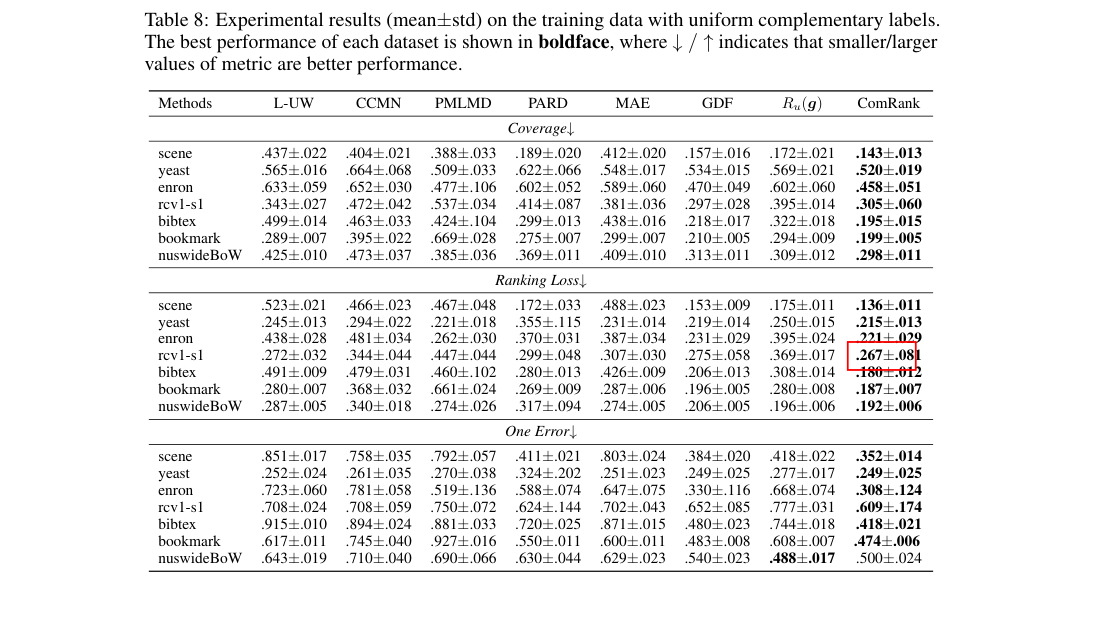 Table 8: Experimental results (mean±std) on the training data with uniform complementary labels.
The best performance of each dataset is shown in boldface, where ↓ / ↑ indicates that smaller/larger
values of metric are better performance.
Methods L-UW CCMN PMLMD PARD MAE GDF R_u(g) ComRank
Coverage↓
scene .437±.022 .404±.021 .388±.033 .189±.020 .412±.020 .157±.016 .172±.021 .143±.013
yeast .565±.016 .664±.068 .509±.033 .622±.066 .548±.017 .534±.015 .569±.021 .520±.019
enron .633±.059 .652±.030 .477±.106 .602±.052 .589±.060 .470±.049 .602±.060 .458±.051
rcv1-s1 .343±.027 .472±.042 .537±.034 .414±.087 .381±.036 .297±.028 .395±.014 .305±.060
bibtex .499±.014 .463±.033 .424±.104 .299±.013 .438±.016 .218±.017 .322±.018 .195±.015
bookmark .289±.007 .395±.022 .669±.028 .275±.007 .299±.007 .210±.005 .294±.009 .199±.005
nuswideBoW .425±.010 .473±.037 .385±.036 .369±.011 .409±.010 .313±.011 .309±.012 .298±.011
Ranking Loss↓
scene .523±.021 .466±.023 .467±.048 .172±.033 .488±.023 .153±.009 .175±.011 .136±.011
yeast .245±.013 .294±.022 .221±.018 .355±.115 .231±.014 .219±.014 .250±.015 .215±.013
enron .438±.028 .481±.034 .262±.030 .370±.031 .387±.034 .231±.029 .395±.024 .221±.029
rcv1-s1 .272±.032 .344±.044 .447±.044 .299±.048 .307±.030 .275±.058 .369±.017 .267±.081
bibtex .491±.009 .479±.031 .460±.102 .280±.013 .426±.009 .206±.013 .308±.014 .180±.012
bookmark .280±.007 .368±.032 .661±.024 .269±.009 .287±.006 .196±.005 .280±.008 .187±.007
nuswideBoW .287±.005 .340±.018 .274±.026 .317±.094 .274±.005 .206±.005 .196±.006 .192±.006
One Error↓
scene .851±.017 .758±.035 .792±.057 .411±.021 .803±.024 .384±.020 .418±.022 .352±.014
yeast .252±.024 .261±.035 .270±.038 .324±.202 .251±.023 .249±.025 .277±.017 .249±.025
enron .723±.060 .781±.058 .519±.136 .588±.074 .647±.075 .330±.116 .668±.074 .308±.124
rcv1-s1 .708±.024 .708±.059 .750±.072 .624±.144 .702±.043 .652±.085 .777±.031 .609±.174
bibtex .915±.010 .894±.024 .881±.033 .720±.025 .871±.015 .480±.023 .744±.018 .418±.021
bookmark .617±.011 .745±.040 .927±.016 .550±.011 .600±.011 .483±.008 .608±.007 .474±.006
nuswideBoW .643±.019 .710±.040 .690±.066 .630±.044 .629±.023 .540±.023 .488±.017 .500±.024